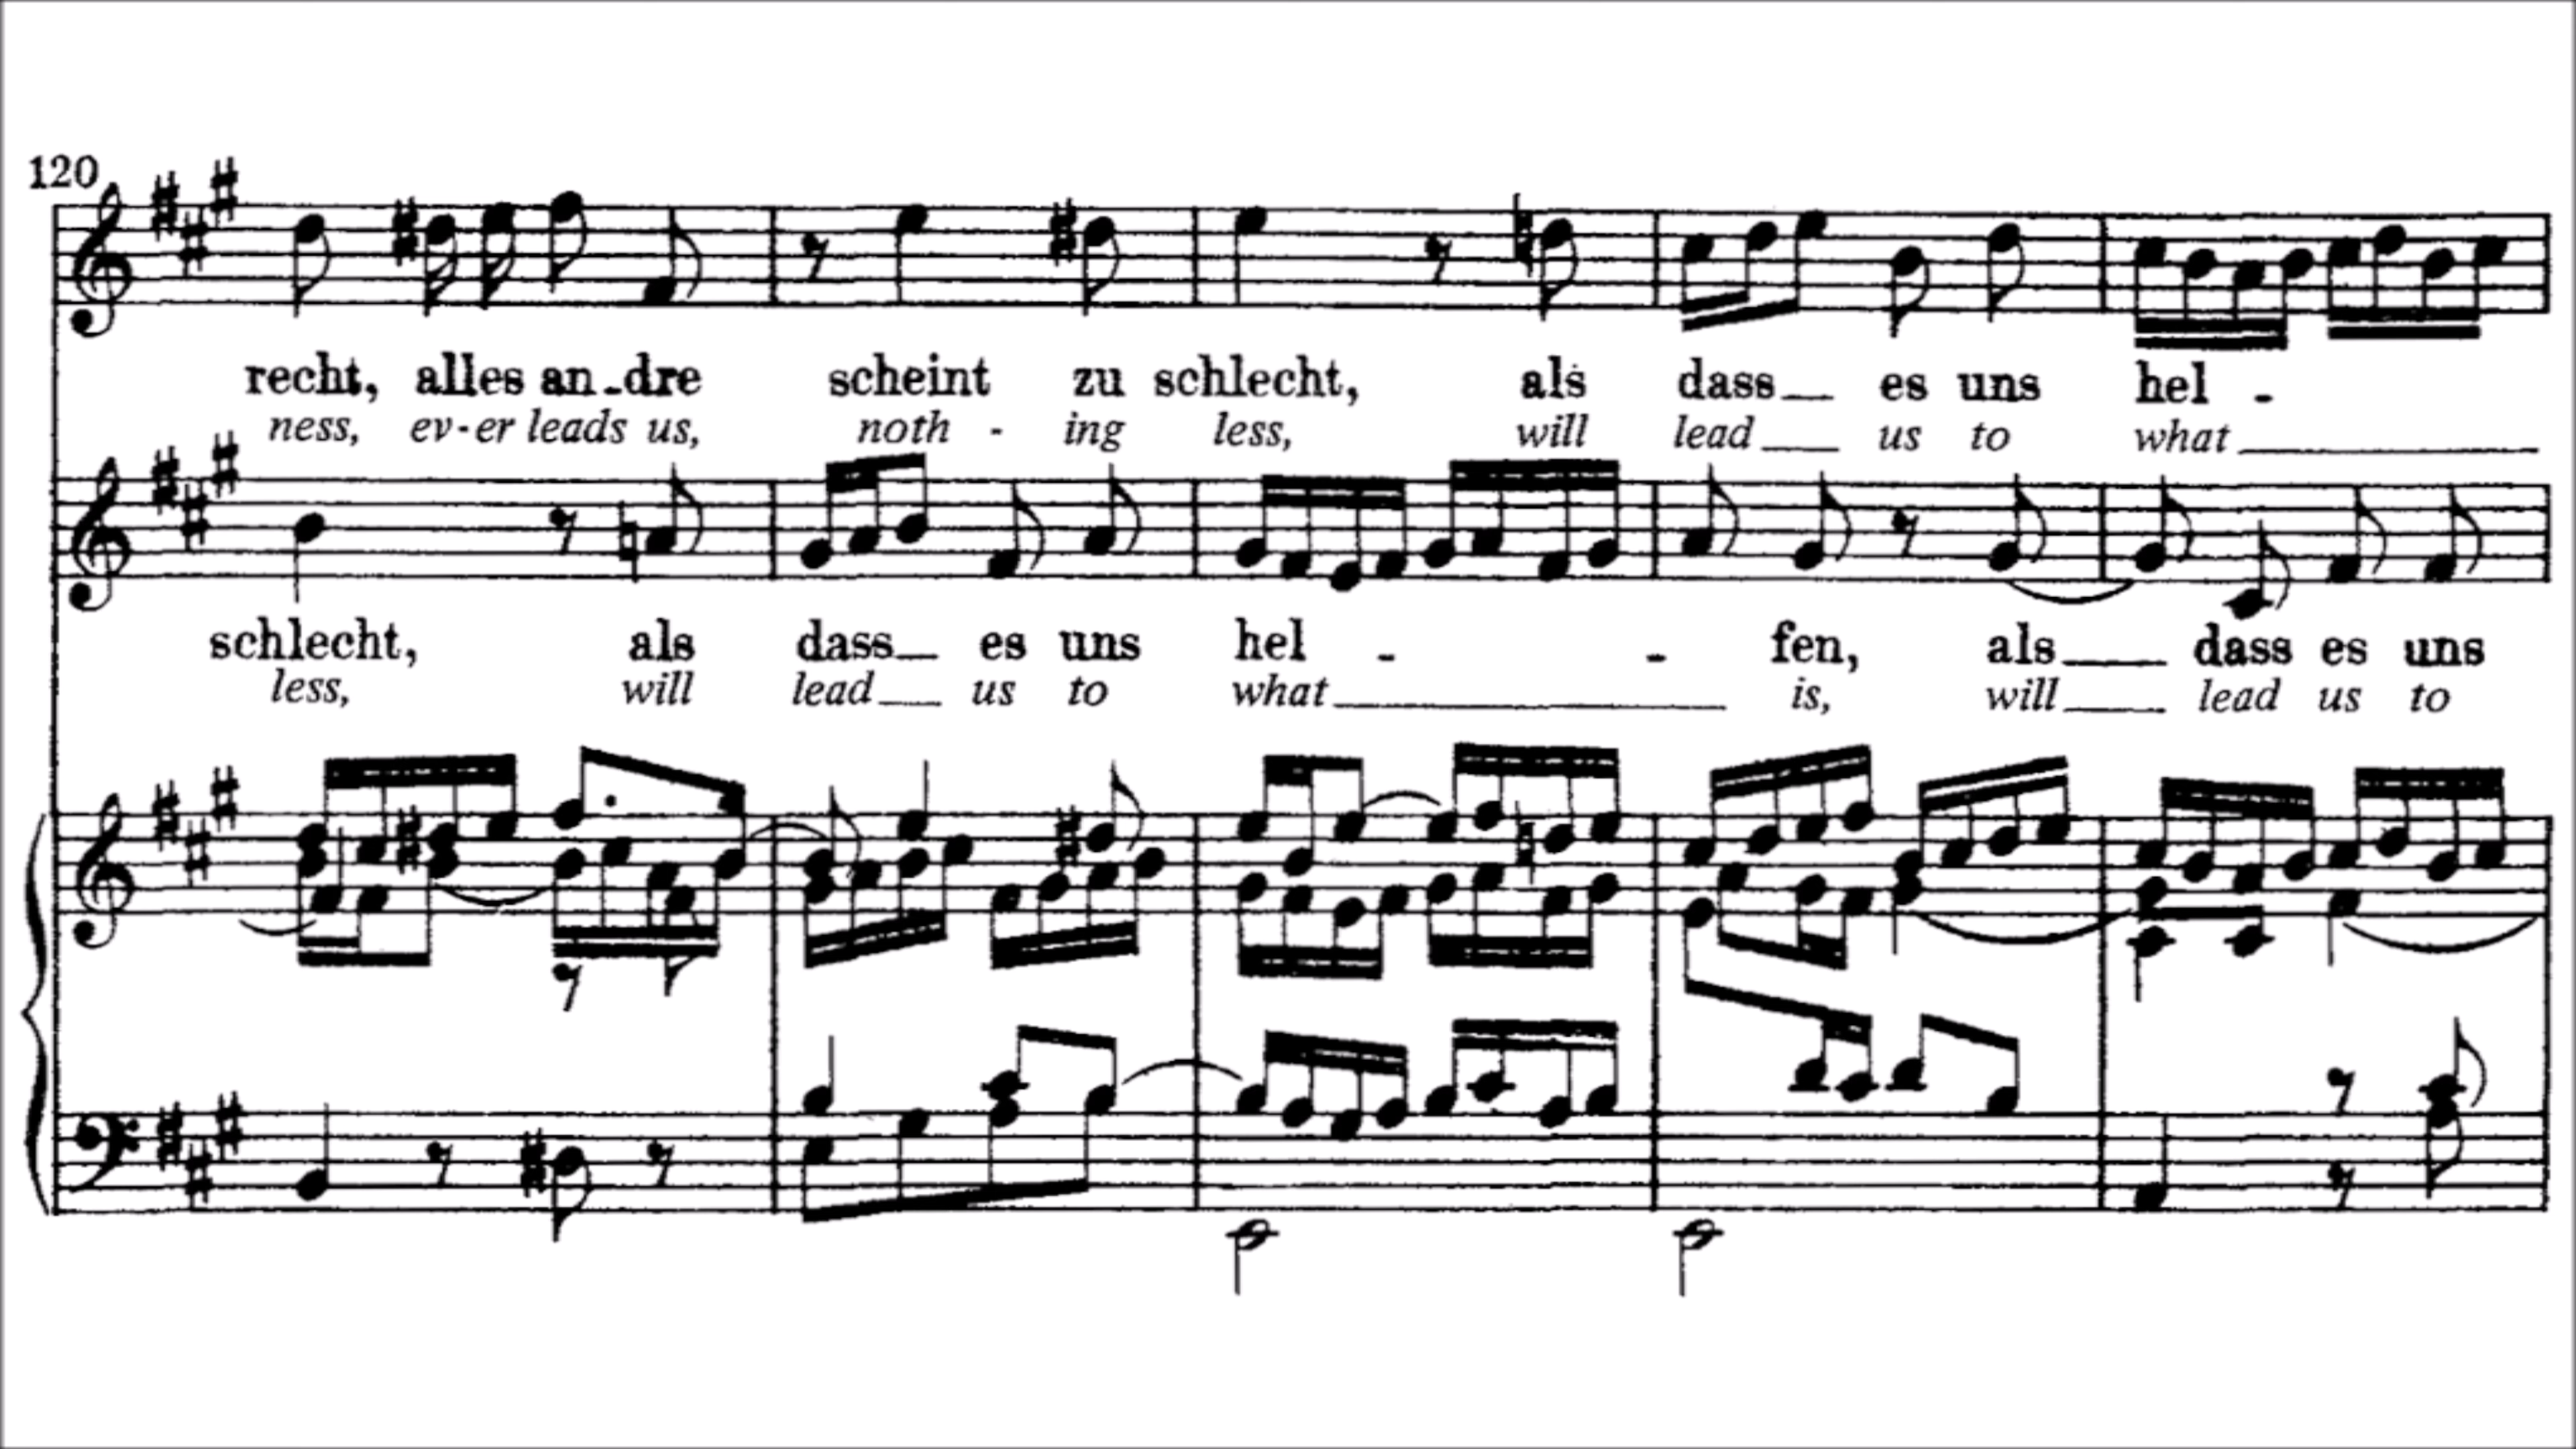 120
recht, alles an-dre scheint zu schlecht, als dass es uns hel -
ness, ev-er leads us, noth - ing less, will lead us to what
schlecht, als dass es uns hel - - fen, als dass es uns
less, will lead us to what is, will lead us to